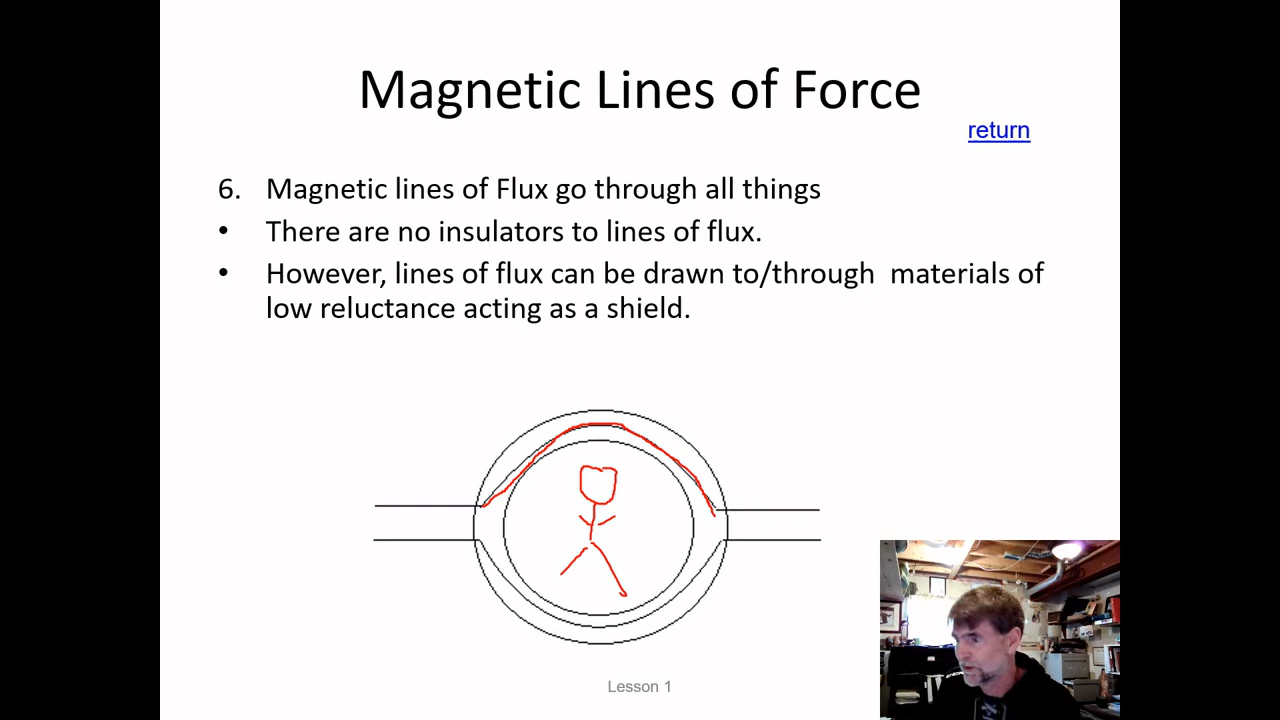 Magnetic Lines of Force
return
6. Magnetic lines of Flux go through all things
• There are no insulators to lines of flux.
• However, lines of flux can be drawn to/through materials of
low reluctance acting as a shield.
Lesson 1